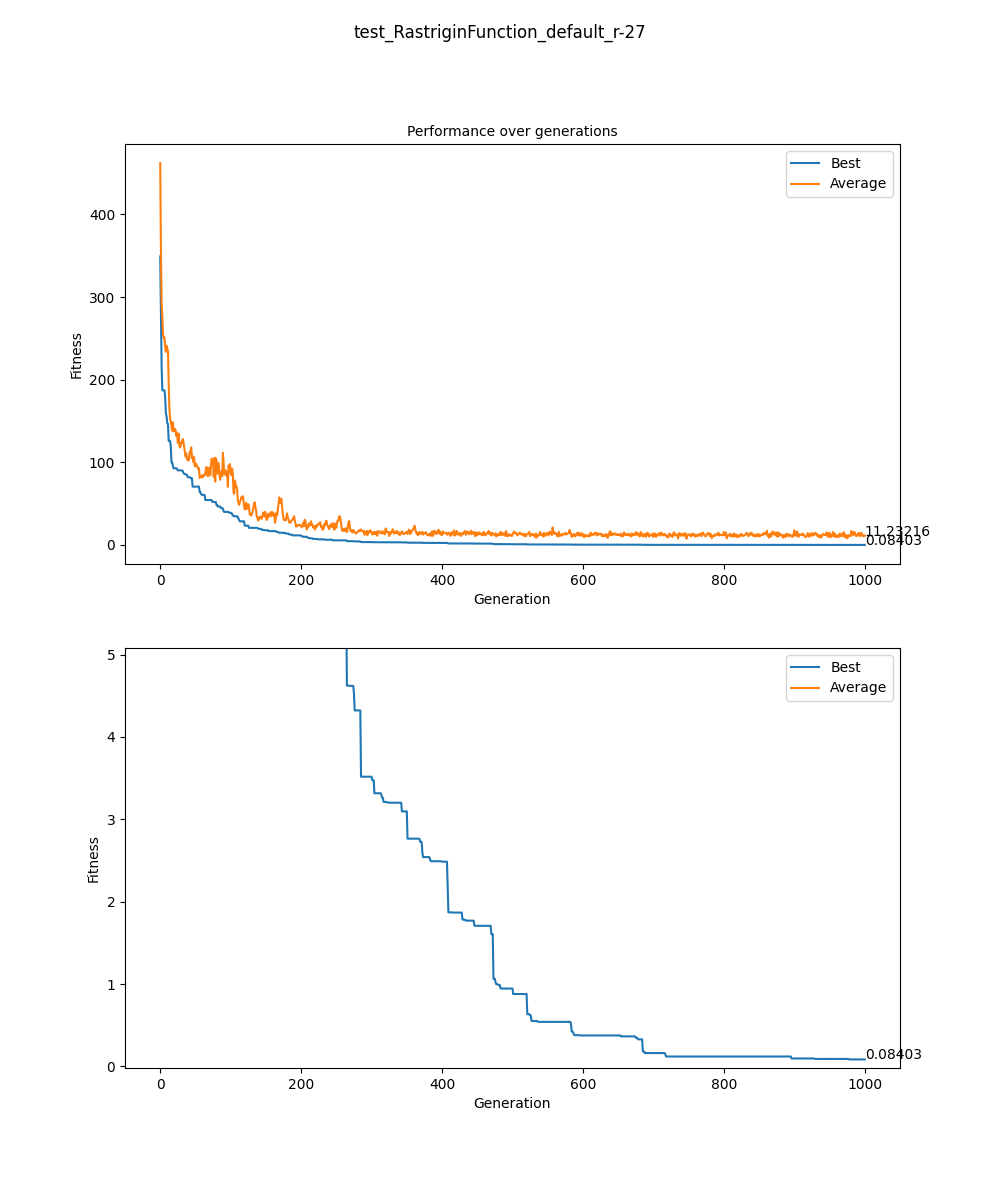 test_RastriginFunction_default_r-27
Performance over generations
Best
Average
400
300
200
100
0
Fitness
11.23216
0.08403
0 200 400 600 800 1000
Generation
Best
Average
5
4
3
2
1
0
Fitness
0.08403
0 200 400 600 800 1000
Generation